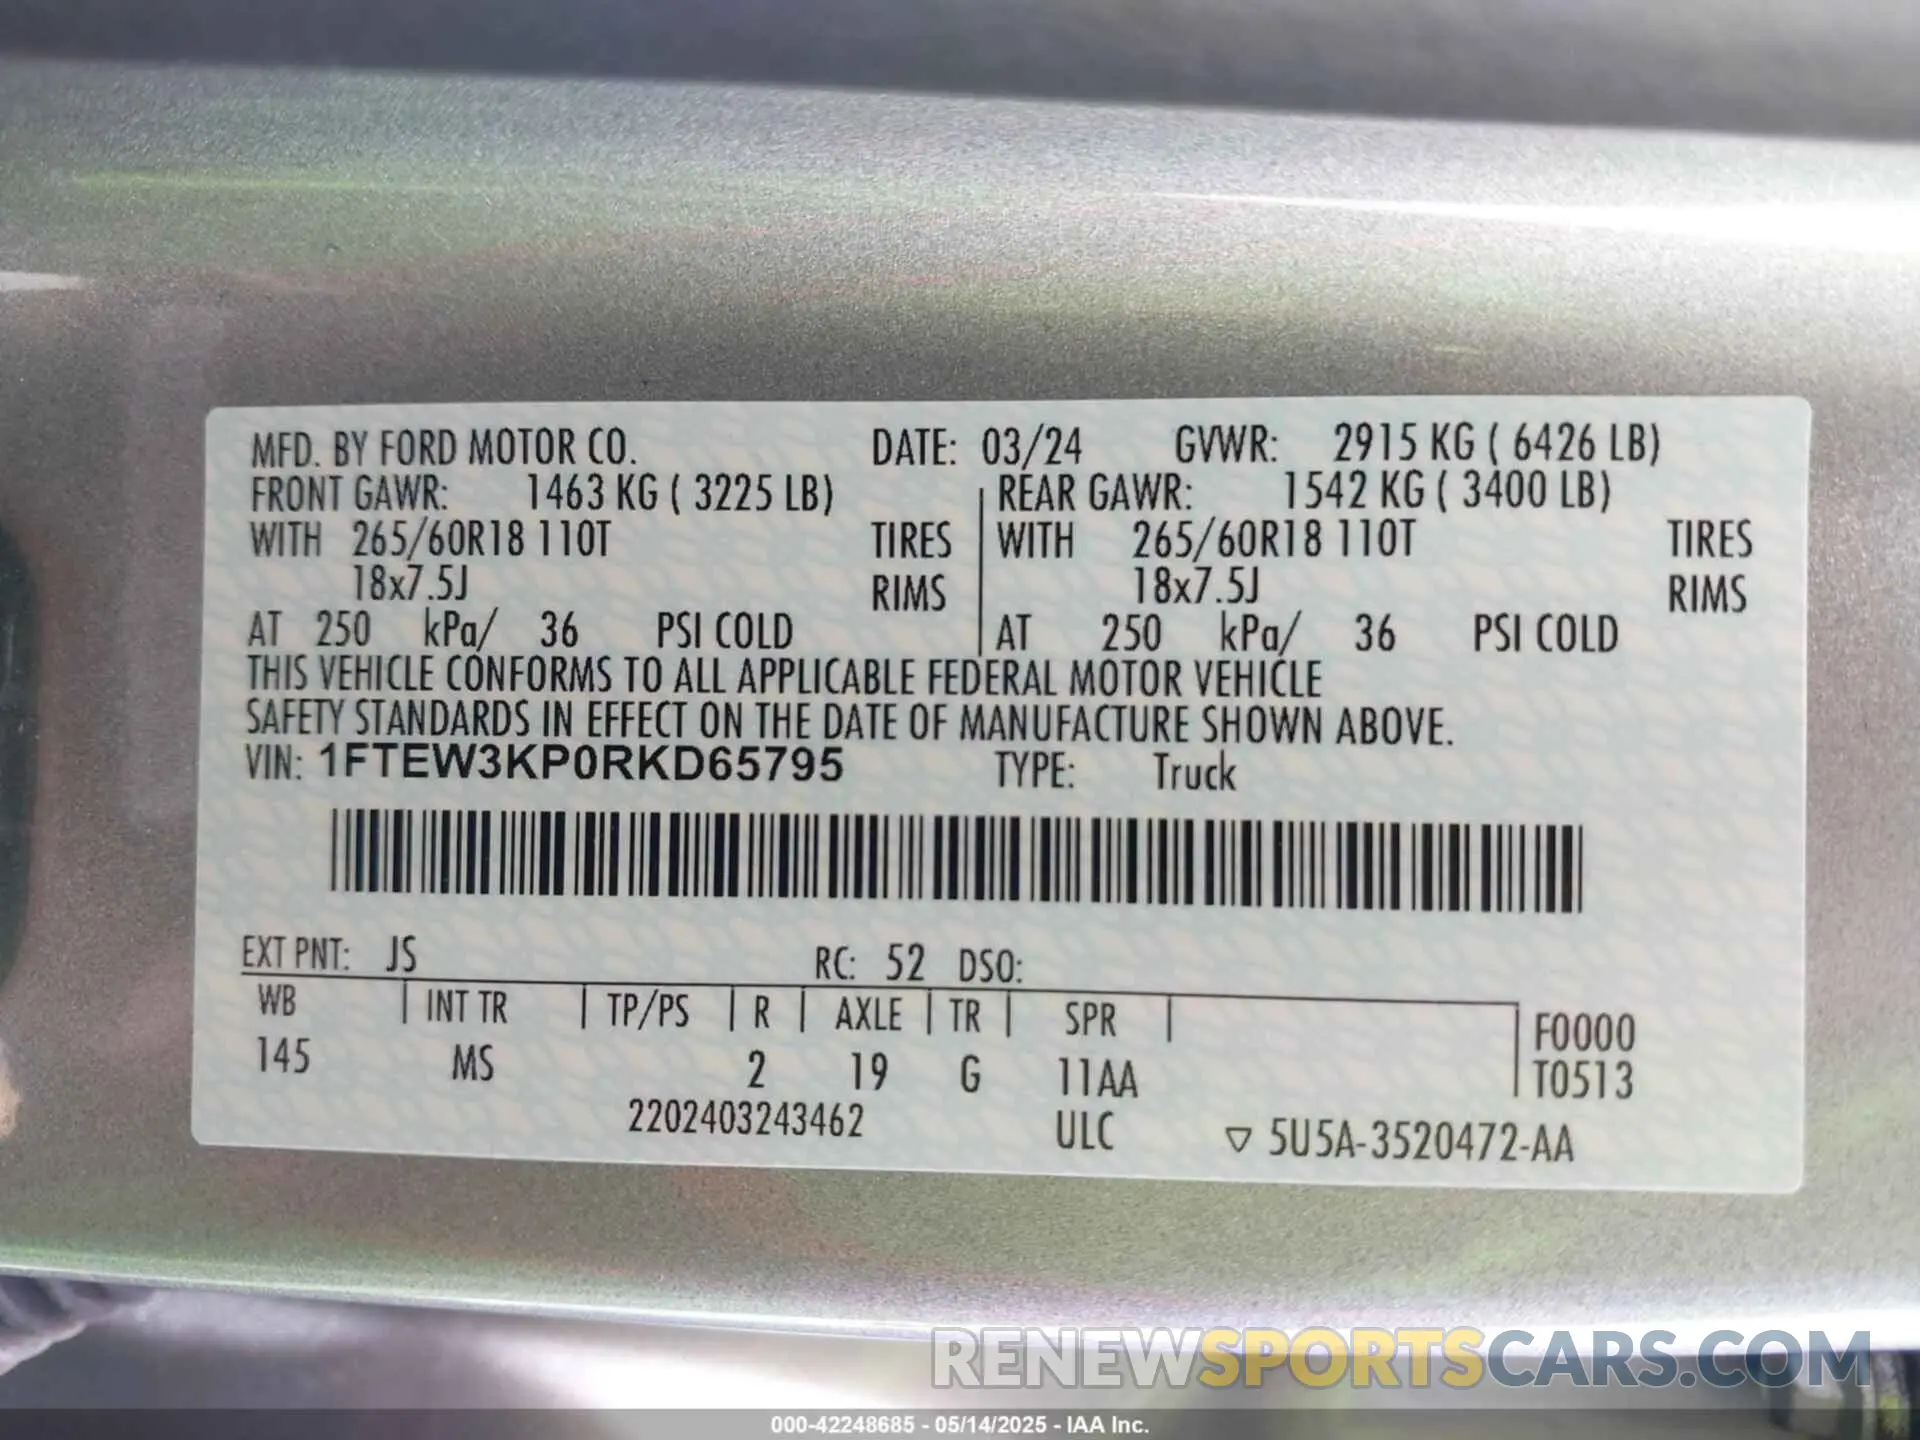 MFD. BY FORD MOTOR CO. DATE: 03/24 GVWR: 2915 KG ( 6426 LB)
FRONT GAWR: 1463 KG ( 3225 LB) REAR GAWR: 1542 KG ( 3400 LB)
WITH 265/60R18 110T TIRES WITH 265/60R18 110T TIRES
18x7.5J RIMS 18x7.5J RIMS
AT 250 kPa/ 36 PSI COLD AT 250 kPa/ 36 PSI COLD
THIS VEHICLE CONFORMS TO ALL APPLICABLE FEDERAL MOTOR VEHICLE
SAFETY STANDARDS IN EFFECT ON THE DATE OF MANUFACTURE SHOWN ABOVE.
VIN: 1FTEW3KP0RKD65795 TYPE: Truck
EXT PNT: JS RC: 52 DSO:
WB INT TR TP/PS R AXLE TR SPR F0000
145 MS 2 19 G 11AA T0513
2202403243462 ULC ▽ 5U5A-3520472-AA
RENEWSPORTSCARS.COM
000-42248685 - 05/14/2025 - IAA Inc.